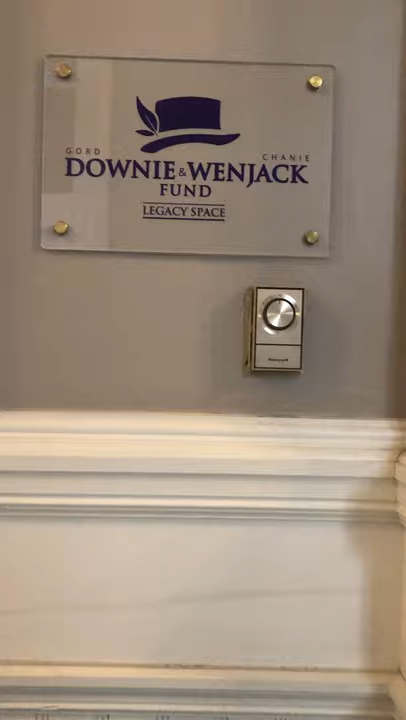 GORD
CHANIE
DOWNIE & WENJACK
FUND
LEGACY SPACE
Honeywell